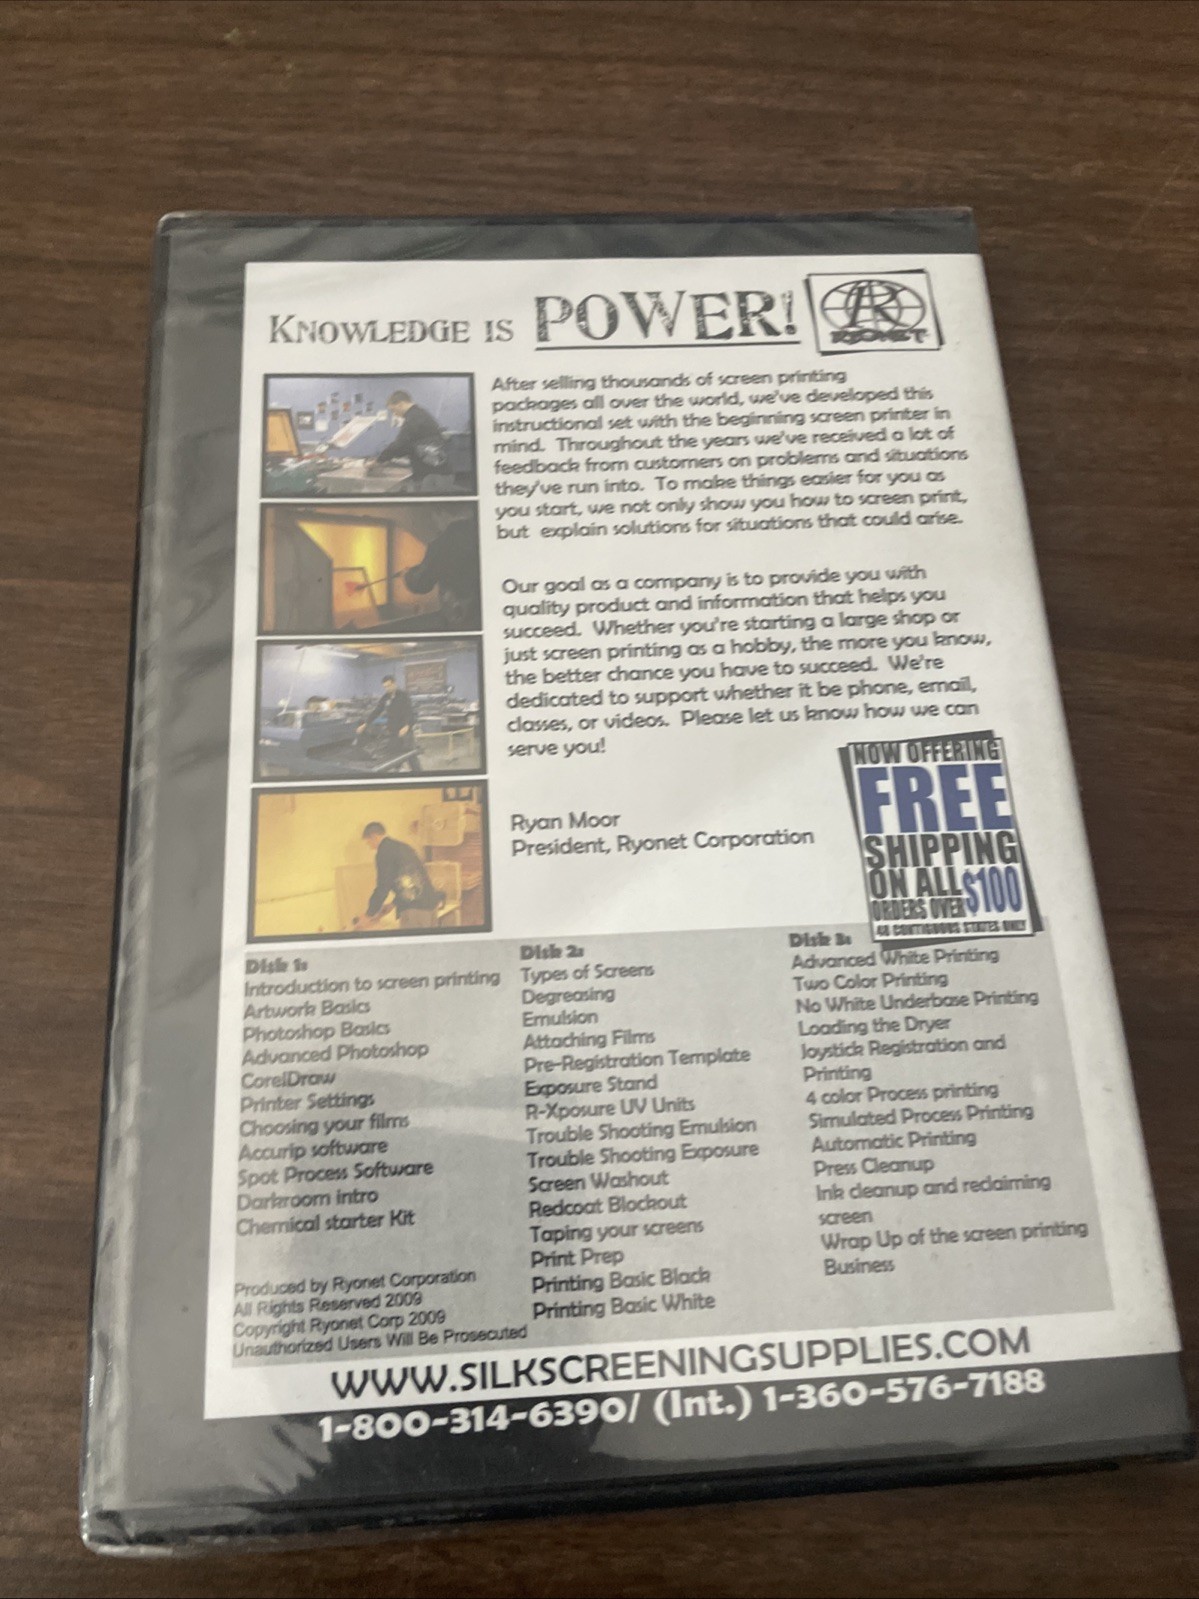 KNOWLEDGE IS POWER!
RYONET
After selling thousands of screen printing
packages all over the world, we've developed this
instructional set with the beginning screen printer in
mind. Throughout the years we've received a lot of
feedback from customers on problems and situations
they've run into. To make things easier for you as
you start, we not only show you how to screen print,
but explain solutions for situations that could arise.
Our goal as a company is to provide you with
quality product and information that helps you
succeed. Whether you're starting a large shop or
just screen printing as a hobby, the more you know,
the better chance you have to succeed. We're
dedicated to support whether it be phone, email,
classes, or videos. Please let us know how we can
serve you!
Ryan Moor
President, Ryonet Corporation
NOW OFFERING
FREE
SHIPPING
ON ALL
ORDERS OVER $100
48 CONTIGUOUS STATES ONLY
Disk 1:
Introduction to screen printing
Artwork Basics
Photoshop Basics
Advanced Photoshop
CorelDraw
Printer Settings
Choosing your films
Accurip software
Spot Process Software
Darkroom intro
Chemical starter Kit
Disk 2:
Types of Screens
Degreasing
Emulsion
Attaching Films
Pre-Registration Template
Exposure Stand
R-Xposure UV Units
Trouble Shooting Emulsion
Trouble Shooting Exposure
Screen Washout
Redcoat Blockout
Taping your screens
Print Prep
Printing Basic Black
Printing Basic White
Disk 3:
Advanced White Printing
Two Color Printing
No White Underbase Printing
Loading the Dryer
Joystick Registration and
Printing
4 color Process printing
Simulated Process Printing
Automatic Printing
Press Cleanup
Ink cleanup and reclaiming
screen
Wrap Up of the screen printing
Business
Produced by Ryonet Corporation
All Rights Reserved 2009
Copyright Ryonet Corp 2009
Unauthorized Users Will Be Prosecuted
WWW.SILKSCREENINGSUPPLIES.COM
1-800-314-6390/ (Int.) 1-360-576-7188